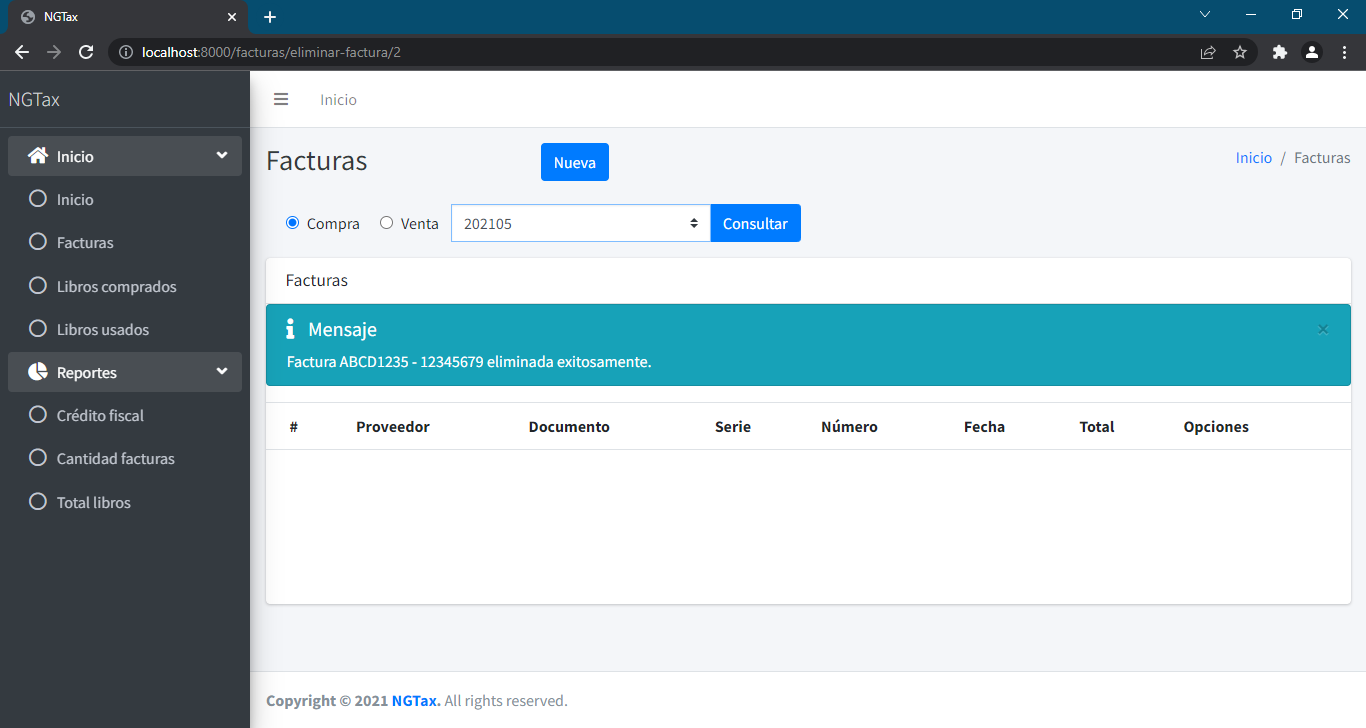 NGTax
localhost:8000/facturas/eliminar-factura/2
NGTax
Inicio
Inicio
Facturas
Libros comprados
Libros usados
Reportes
Crédito fiscal
Cantidad facturas
Total libros
Inicio
Facturas
Nueva
Inicio / Facturas
Compra Venta 202105 Consultar
Facturas
Mensaje
×
Factura ABCD1235 - 12345679 eliminada exitosamente.
# Proveedor Documento Serie Número Fecha Total Opciones
Copyright © 2021 NGTax. All rights reserved.